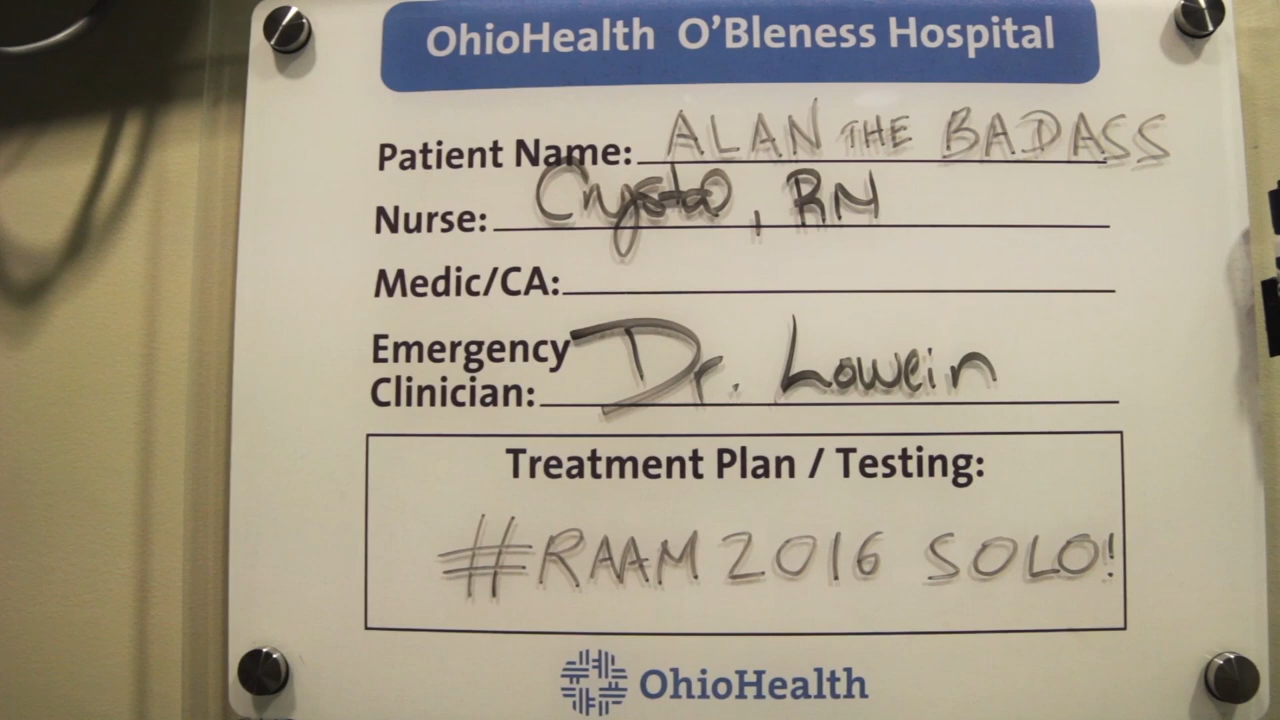 OhioHealth O'Bleness Hospital
Patient Name: ALAN THE BADASS
Nurse: Crysta, RN
Medic/CA:
Emergency
Clinician: Dr. Lowein
Treatment Plan / Testing:
#RAAM 2016 SOLO!
OhioHealth